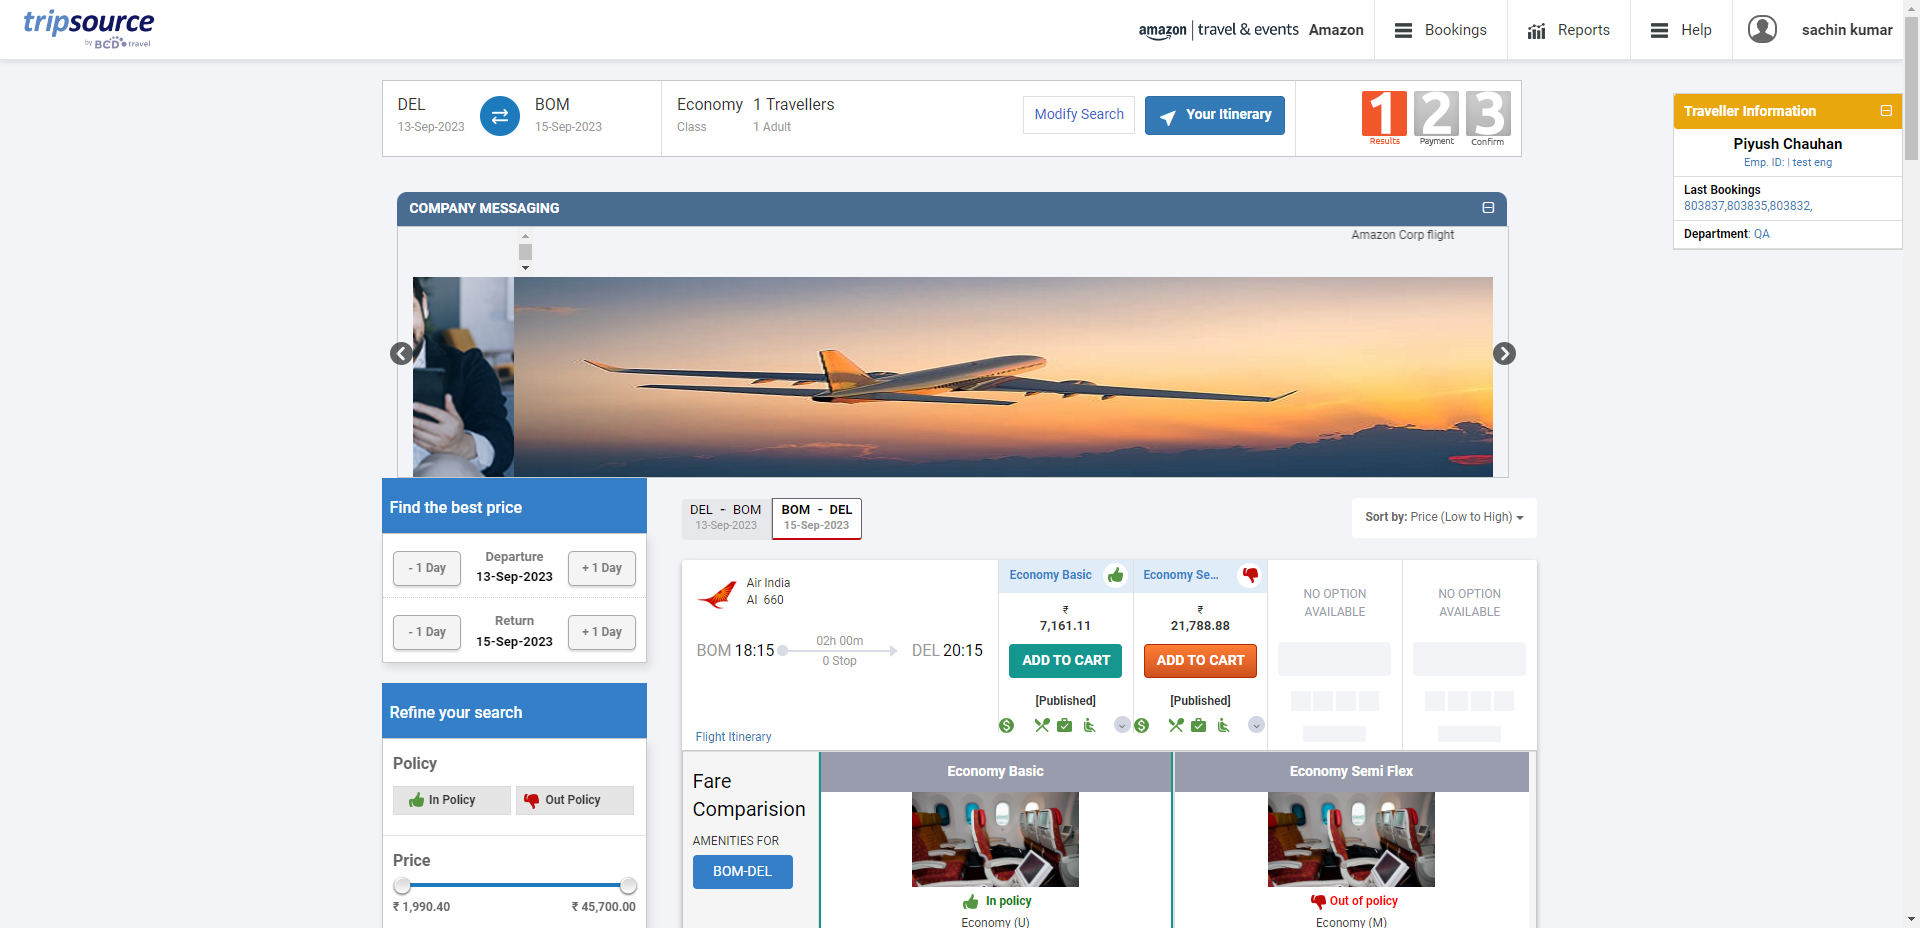 tripsource
by BCD travel
amazon | travel & events Amazon
Bookings
Reports
Help
sachin kumar
DEL
13-Sep-2023
BOM
15-Sep-2023
Economy
Class
1 Travellers
1 Adult
Modify Search
Your Itinerary
1
Results
2
Payment
3
Confirm
Traveller Information
Piyush Chauhan
Emp. ID: | test eng
Last Bookings
803837,803835,803832,
Department: QA
COMPANY MESSAGING
Amazon Corp flight
Find the best price
- 1 Day
Departure
13-Sep-2023
+ 1 Day
- 1 Day
Return
15-Sep-2023
+ 1 Day
Refine your search
Policy
In Policy
Out Policy
Price
₹ 1,990.40
₹ 45,700.00
DEL - BOM
13-Sep-2023
BOM - DEL
15-Sep-2023
Sort by: Price (Low to High)
Air India
AI 660
BOM 18:15
02h 00m
0 Stop
DEL 20:15
Flight Itinerary
Economy Basic
₹
7,161.11
ADD TO CART
[Published]
Economy Se...
₹
21,788.88
ADD TO CART
[Published]
NO OPTION
AVAILABLE
NO OPTION
AVAILABLE
Fare
Comparision
AMENITIES FOR
BOM-DEL
Economy Basic
In policy
Economy (U)
Economy Semi Flex
Out of policy
Economy (M)